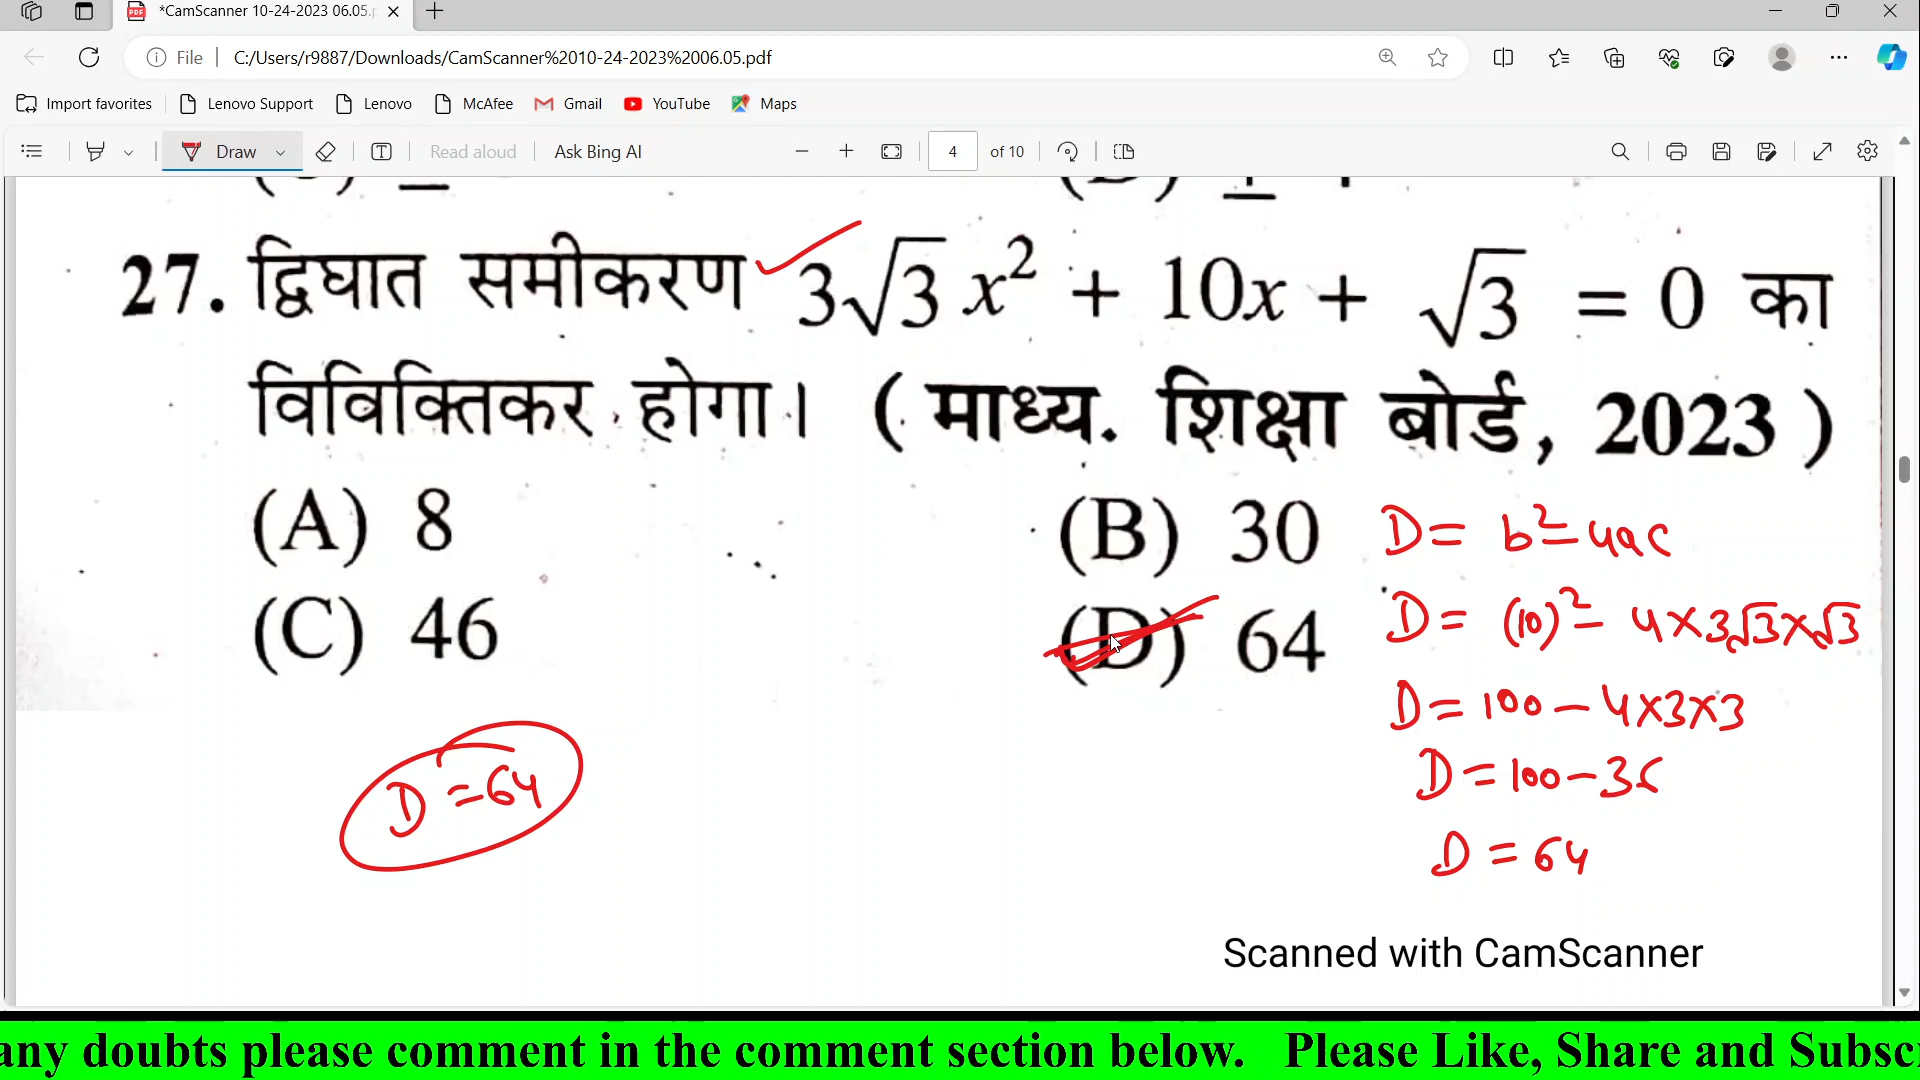 *CamScanner 10-24-2023 06.05.p
File C:/Users/r9887/Downloads/CamScanner%2010-24-2023%2006.05.pdf
Import favorites Lenovo Support Lenovo McAfee Gmail YouTube Maps
Draw Read aloud Ask Bing AI 4 of 10
27. द्विघात समीकरण 3√3 x² + 10x + √3 = 0 का
विविक्तिकर होगा। ( माध्य. शिक्षा बोर्ड, 2023 )
(A) 8 (B) 30 D = b² - 4ac
(C) 46 (D) 64 D = (10)² - 4×3√3×√3
D = 100 - 4×3×3
D = 64 D = 100 - 36
D = 64
Scanned with CamScanner
any doubts please comment in the comment section below. Please Like, Share and Subsc